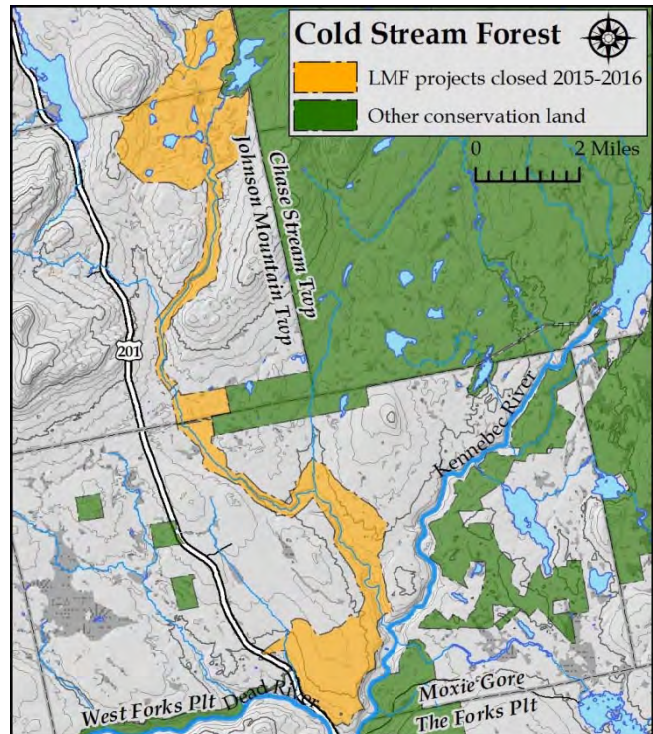 Cold Stream Forest
LMF projects closed 2015-2016
Other conservation land
0 2 Miles
Chase Stream Twp
Johnson Mountain Twp
201
Kennebec River
West Forks Plt
Dead River
Moxie Gore
The Forks Plt